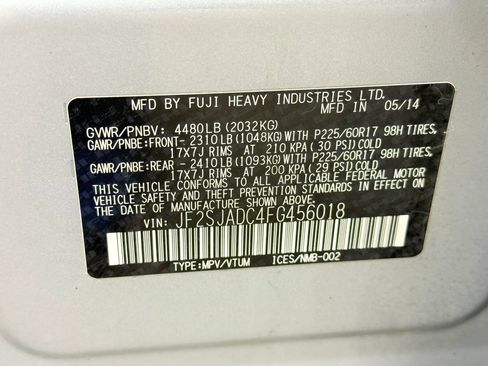 MFD BY FUJI HEAVY INDUSTRIES LTD.
MFD IN 05/14
GVWR/PNBV: 4480LB (2032KG)
GAWR/PNBE:FRONT- 2310LB (1048KG) WITH P225/60R17 98H TIRES,
17X7J RIMS AT 210 KPA (30 PSI)COLD
GAWR/PNBE:REAR - 2410LB (1093KG) WITH P225/60R17 98H TIRES,
17X7J RIMS AT 200 KPA (29 PSI)COLD
THIS VEHICLE CONFORMS TO ALL APPLICABLE FEDERAL MOTOR
VEHICLE SAFETY AND THEFT PREVENTION STANDARDS IN EFFECT ON
THE DATE OF MANUFACTURE SHOWN ABOVE.
VIN: JF2SJADC4FG456018
TYPE:MPV/VTUM ICES/NMB-002